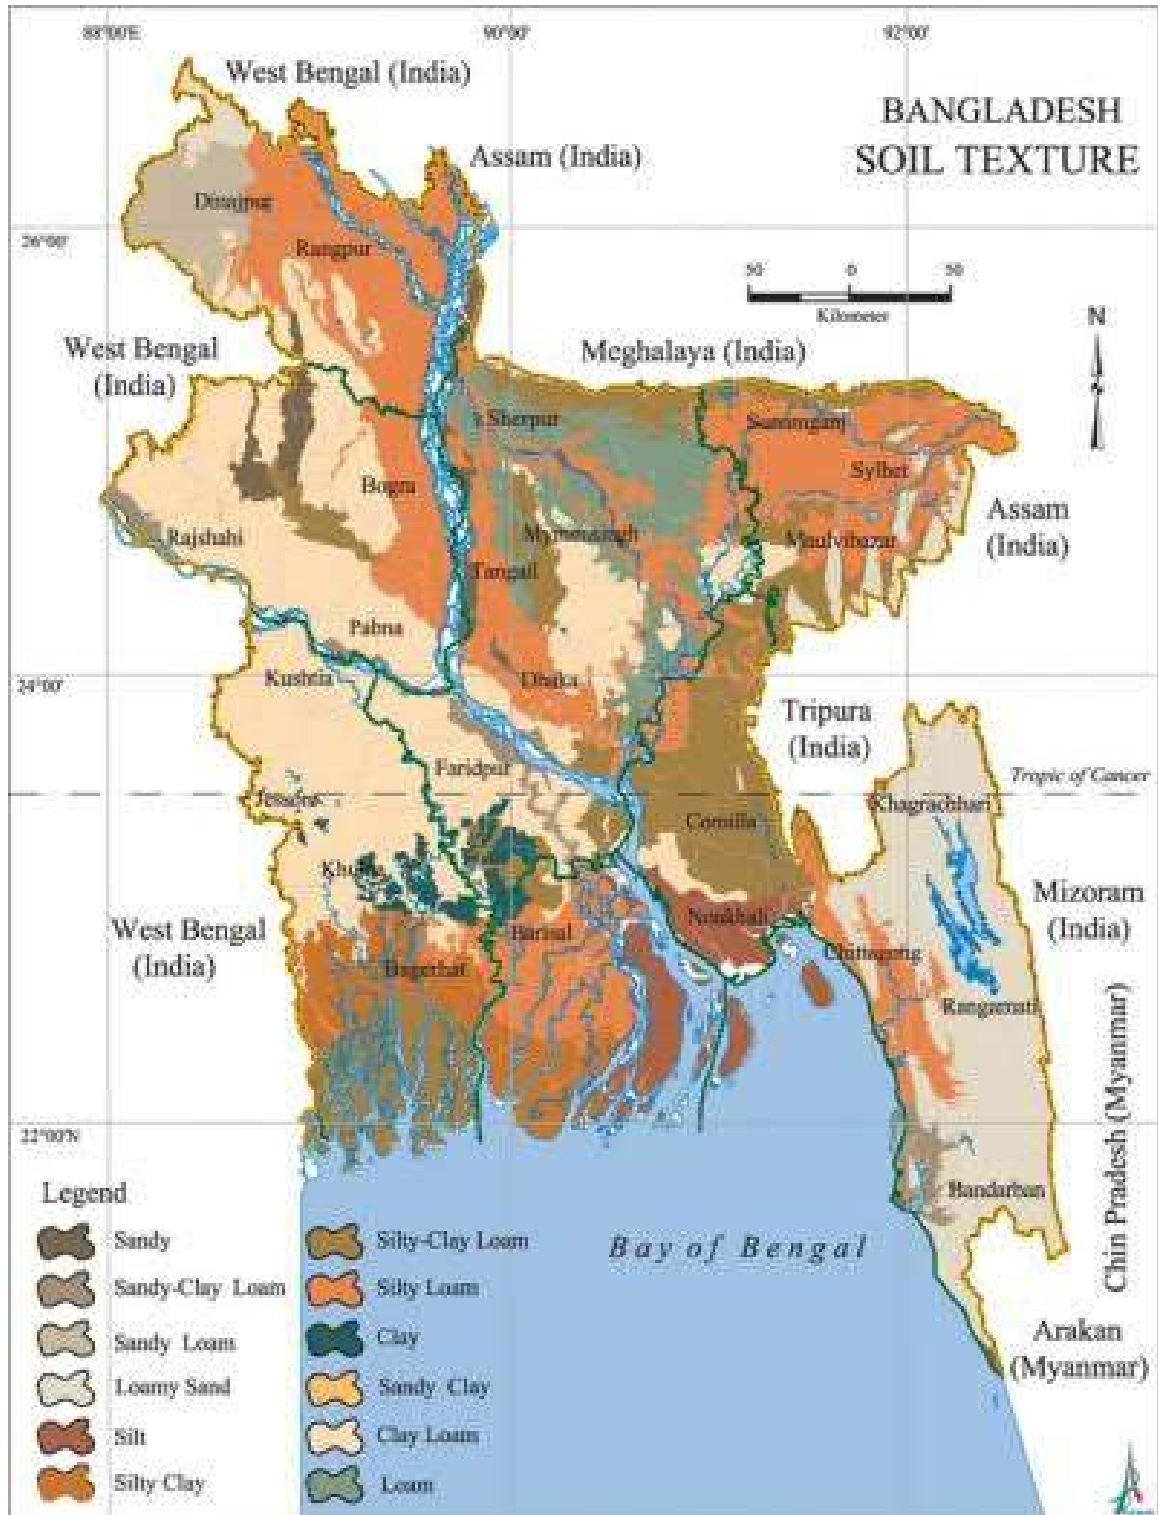 88°00'E
90°00'
92°00'
West Bengal (India)
BANGLADESH
SOIL TEXTURE
Assam (India)
Dinajpur
26°00'
Rangpur
50 0 50
Kilometer
N
West Bengal
(India)
Meghalaya (India)
Sherpur
Sunamganj
Sylhet
Bogra
Assam
(India)
Rajshahi
Mymensingh
Maulvibazar
Tangail
Pabna
Kushtia
24°00'
Dhaka
Tripura
(India)
Faridpur
Tropic of Cancer
Jessore
Khagrachhari
Comilla
Khulna
Mizoram
(India)
West Bengal
(India)
Noakhali
Barisal
Bagerhat
Chittagong
Rangamati
Chin Pradesh (Myanmar)
22°00'N
Bandarban
Legend
Sandy
Sandy-Clay Loam
Sandy Loam
Loamy Sand
Silt
Silty Clay
Silty-Clay Loam
Silty Loam
Clay
Sandy Clay
Clay Loam
Loam
Bay of Bengal
Arakan
(Myanmar)